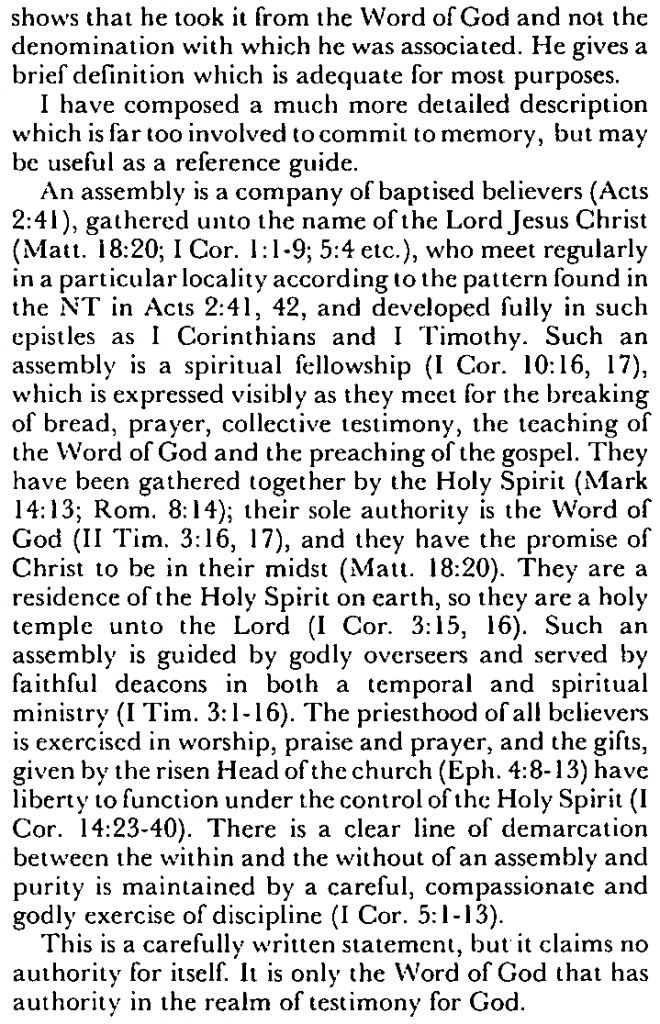 shows that he took it from the Word of God and not the
denomination with which he was associated. He gives a
brief definition which is adequate for most purposes.
I have composed a much more detailed description
which is far too involved to commit to memory, but may
be useful as a reference guide.
An assembly is a company of baptised believers (Acts
2:41), gathered unto the name of the Lord Jesus Christ
(Matt. 18:20; I Cor. 1:1-9; 5:4 etc.), who meet regularly
in a particular locality according to the pattern found in
the NT in Acts 2:41, 42, and developed fully in such
epistles as I Corinthians and I Timothy. Such an
assembly is a spiritual fellowship (I Cor. 10:16, 17),
which is expressed visibly as they meet for the breaking
of bread, prayer, collective testimony, the teaching of
the Word of God and the preaching of the gospel. They
have been gathered together by the Holy Spirit (Mark
14:13; Rom. 8:14); their sole authority is the Word of
God (II Tim. 3:16, 17), and they have the promise of
Christ to be in their midst (Matt. 18:20). They are a
residence of the Holy Spirit on earth, so they are a holy
temple unto the Lord (I Cor. 3:15, 16). Such an
assembly is guided by godly overseers and served by
faithful deacons in both a temporal and spiritual
ministry (I Tim. 3:1-16). The priesthood of all believers
is exercised in worship, praise and prayer, and the gifts,
given by the risen Head of the church (Eph. 4:8-13) have
liberty to function under the control of the Holy Spirit (I
Cor. 14:23-40). There is a clear line of demarcation
between the within and the without of an assembly and
purity is maintained by a careful, compassionate and
godly exercise of discipline (I Cor. 5:1-13).
This is a carefully written statement, but it claims no
authority for itself. It is only the Word of God that has
authority in the realm of testimony for God.